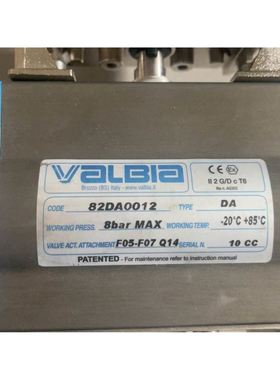 VALBIA
Brozzo (BS) Italy - www.valbia.it
CE Ex
II 2 G/D c T6
CODE 82DA0012 TYPE DA
WORKING PRESS. 8bar MAX WORKING TEMP. -20°C +85°C
VALVE ACT. ATTACHMENT F05-F07 Q14 SERIAL N. 10 CC
PATENTED - For maintenance refer to instruction manual